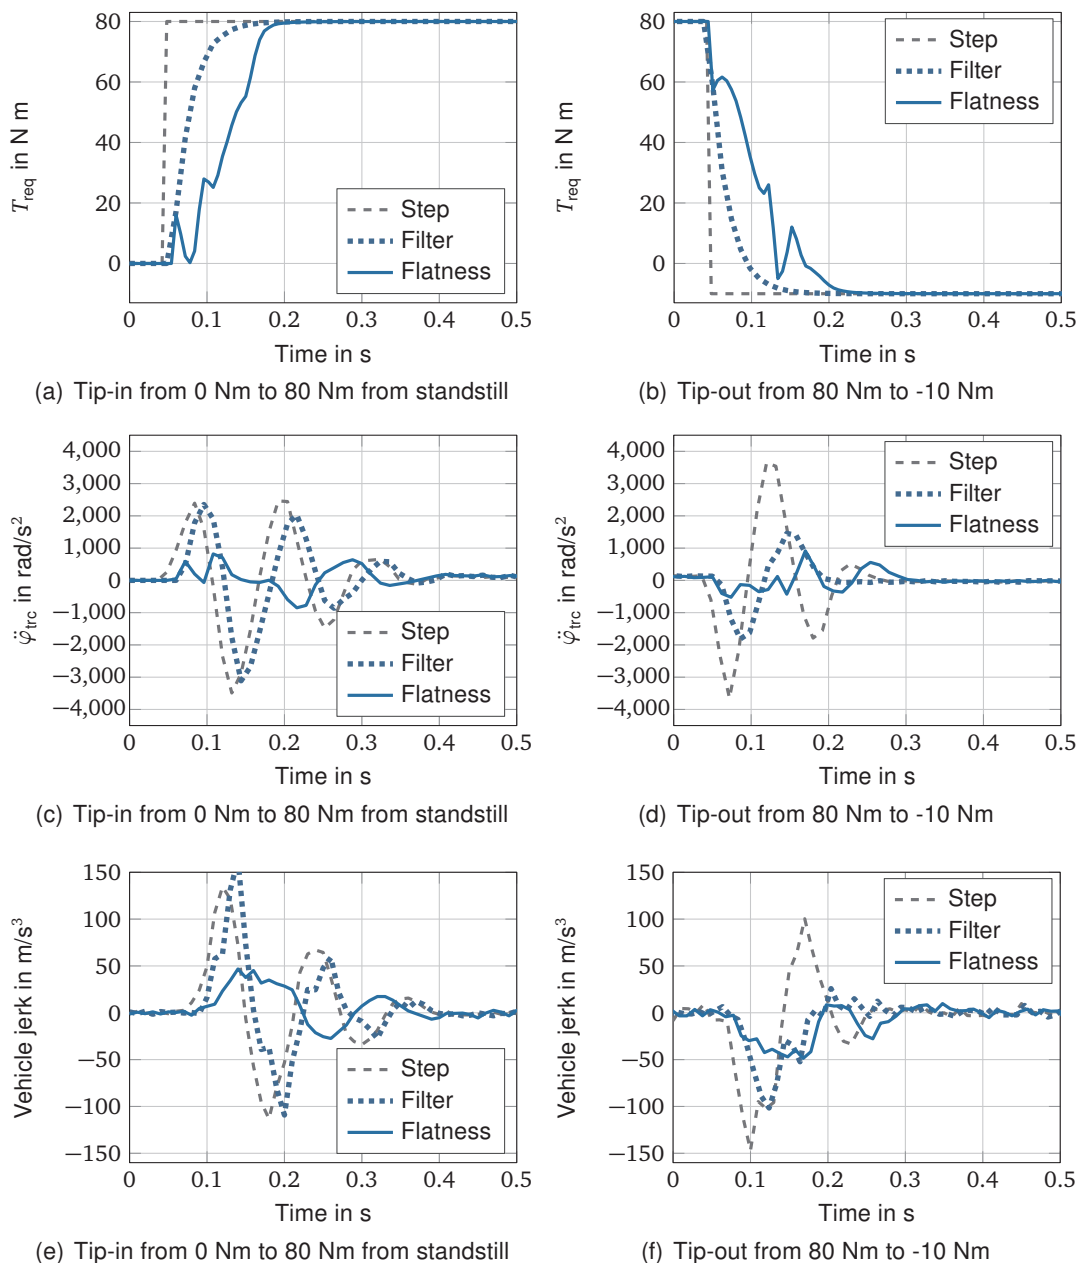 80
60
40
20
0
T_req in N m
0
0.1
0.2
0.3
0.4
0.5
Time in s
Step
Filter
Flatness
(a) Tip-in from 0 Nm to 80 Nm from standstill
80
60
40
20
0
T_req in N m
0
0.1
0.2
0.3
0.4
0.5
Time in s
Step
Filter
Flatness
(b) Tip-out from 80 Nm to -10 Nm
4,000
3,000
2,000
1,000
0
−1,000
−2,000
−3,000
−4,000
φ̈_trc in rad/s²
0
0.1
0.2
0.3
0.4
0.5
Time in s
Step
Filter
Flatness
(c) Tip-in from 0 Nm to 80 Nm from standstill
4,000
3,000
2,000
1,000
0
−1,000
−2,000
−3,000
−4,000
φ̈_trc in rad/s²
0
0.1
0.2
0.3
0.4
0.5
Time in s
Step
Filter
Flatness
(d) Tip-out from 80 Nm to -10 Nm
150
100
50
0
−50
−100
−150
Vehicle jerk in m/s³
0
0.1
0.2
0.3
0.4
0.5
Time in s
Step
Filter
Flatness
(e) Tip-in from 0 Nm to 80 Nm from standstill
150
100
50
0
−50
−100
−150
Vehicle jerk in m/s³
0
0.1
0.2
0.3
0.4
0.5
Time in s
Step
Filter
Flatness
(f) Tip-out from 80 Nm to -10 Nm